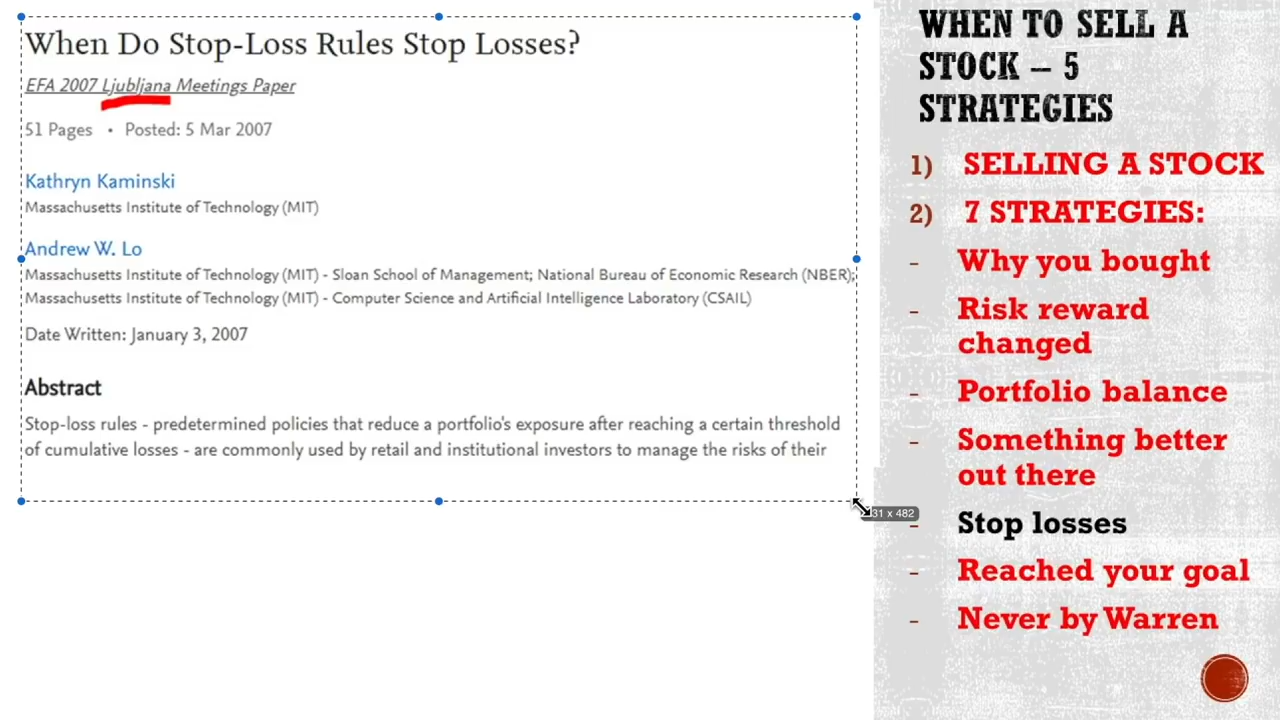 When Do Stop-Loss Rules Stop Losses?
EFA 2007 Ljubljana Meetings Paper
51 Pages • Posted: 5 Mar 2007
Kathryn Kaminski
Massachusetts Institute of Technology (MIT)
Andrew W. Lo
Massachusetts Institute of Technology (MIT) - Sloan School of Management; National Bureau of Economic Research (NBER);
Massachusetts Institute of Technology (MIT) - Computer Science and Artificial Intelligence Laboratory (CSAIL)
Date Written: January 3, 2007
Abstract
Stop-loss rules - predetermined policies that reduce a portfolio's exposure after reaching a certain threshold
of cumulative losses - are commonly used by retail and institutional investors to manage the risks of their
WHEN TO SELL A
STOCK – 5
STRATEGIES
1) SELLING A STOCK
2) 7 STRATEGIES:
- Why you bought
- Risk reward
changed
- Portfolio balance
- Something better
out there
- Stop losses
- Reached your goal
- Never by Warren